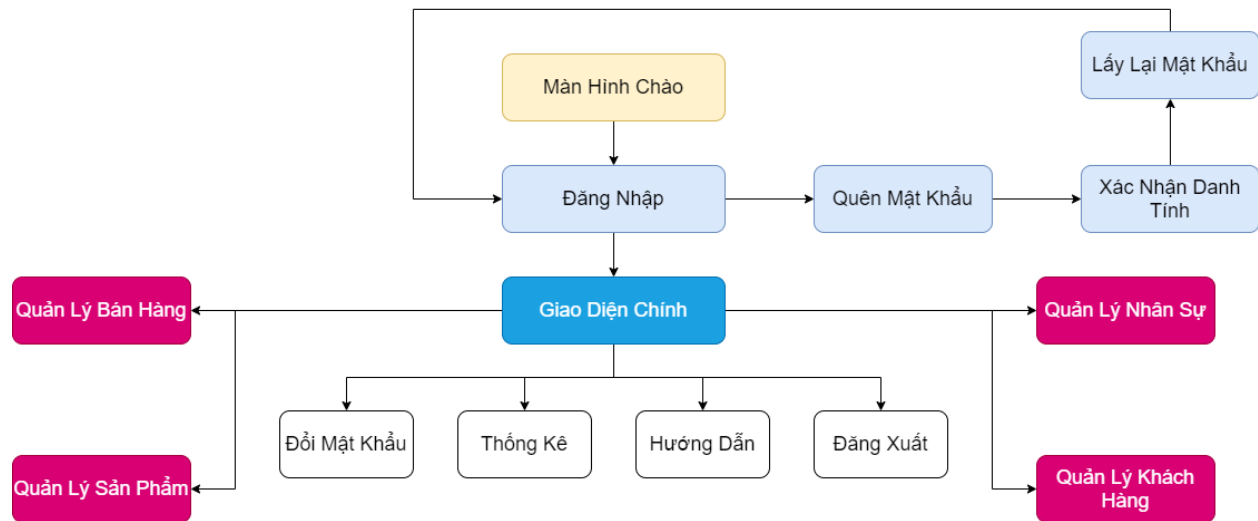 Lấy Lại Mật Khẩu
Màn Hình Chào
Đăng Nhập
Quên Mật Khẩu
Xác Nhận Danh
Tính
Quản Lý Bán Hàng
Giao Diện Chính
Quản Lý Nhân Sự
Đổi Mật Khẩu
Thống Kê
Hướng Dẫn
Đăng Xuất
Quản Lý Sản Phẩm
Quản Lý Khách
Hàng